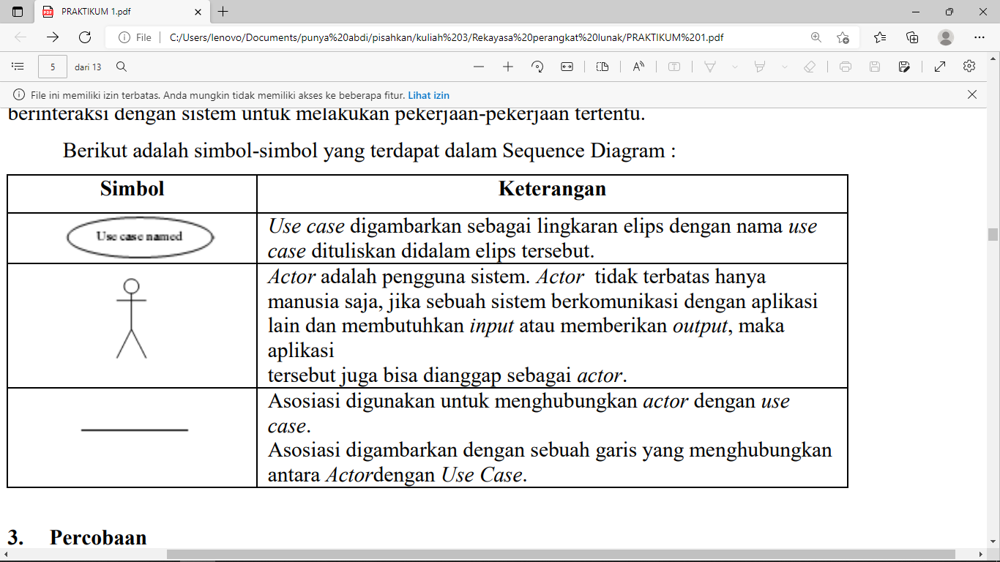 PRAKTIKUM 1.pdf
File
C:/Users/lenovo/Documents/punya%20abdi/pisahkan/kuliah%203/Rekayasa%20perangkat%20lunak/PRAKTIKUM%201.pdf
5 dari 13
File ini memiliki izin terbatas. Anda mungkin tidak memiliki akses ke beberapa fitur. Lihat izin
berinteraksi dengan sistem untuk melakukan pekerjaan-pekerjaan tertentu.
Berikut adalah simbol-simbol yang terdapat dalam Sequence Diagram :
Simbol
Keterangan
Use case named
Use case digambarkan sebagai lingkaran elips dengan nama use
case dituliskan didalam elips tersebut.
Actor adalah pengguna sistem. Actor  tidak terbatas hanya
manusia saja, jika sebuah sistem berkomunikasi dengan aplikasi
lain dan membutuhkan input atau memberikan output, maka
aplikasi
tersebut juga bisa dianggap sebagai actor.
Asosiasi digunakan untuk menghubungkan actor dengan use
case.
Asosiasi digambarkan dengan sebuah garis yang menghubungkan
antara Actordengan Use Case.
3. Percobaan